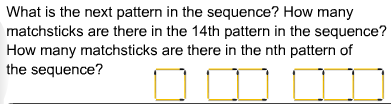 What is the next pattern in the sequence? How many
matchsticks are there in the 14th pattern in the sequence?
How many matchsticks are there in the nth pattern of
the sequence?